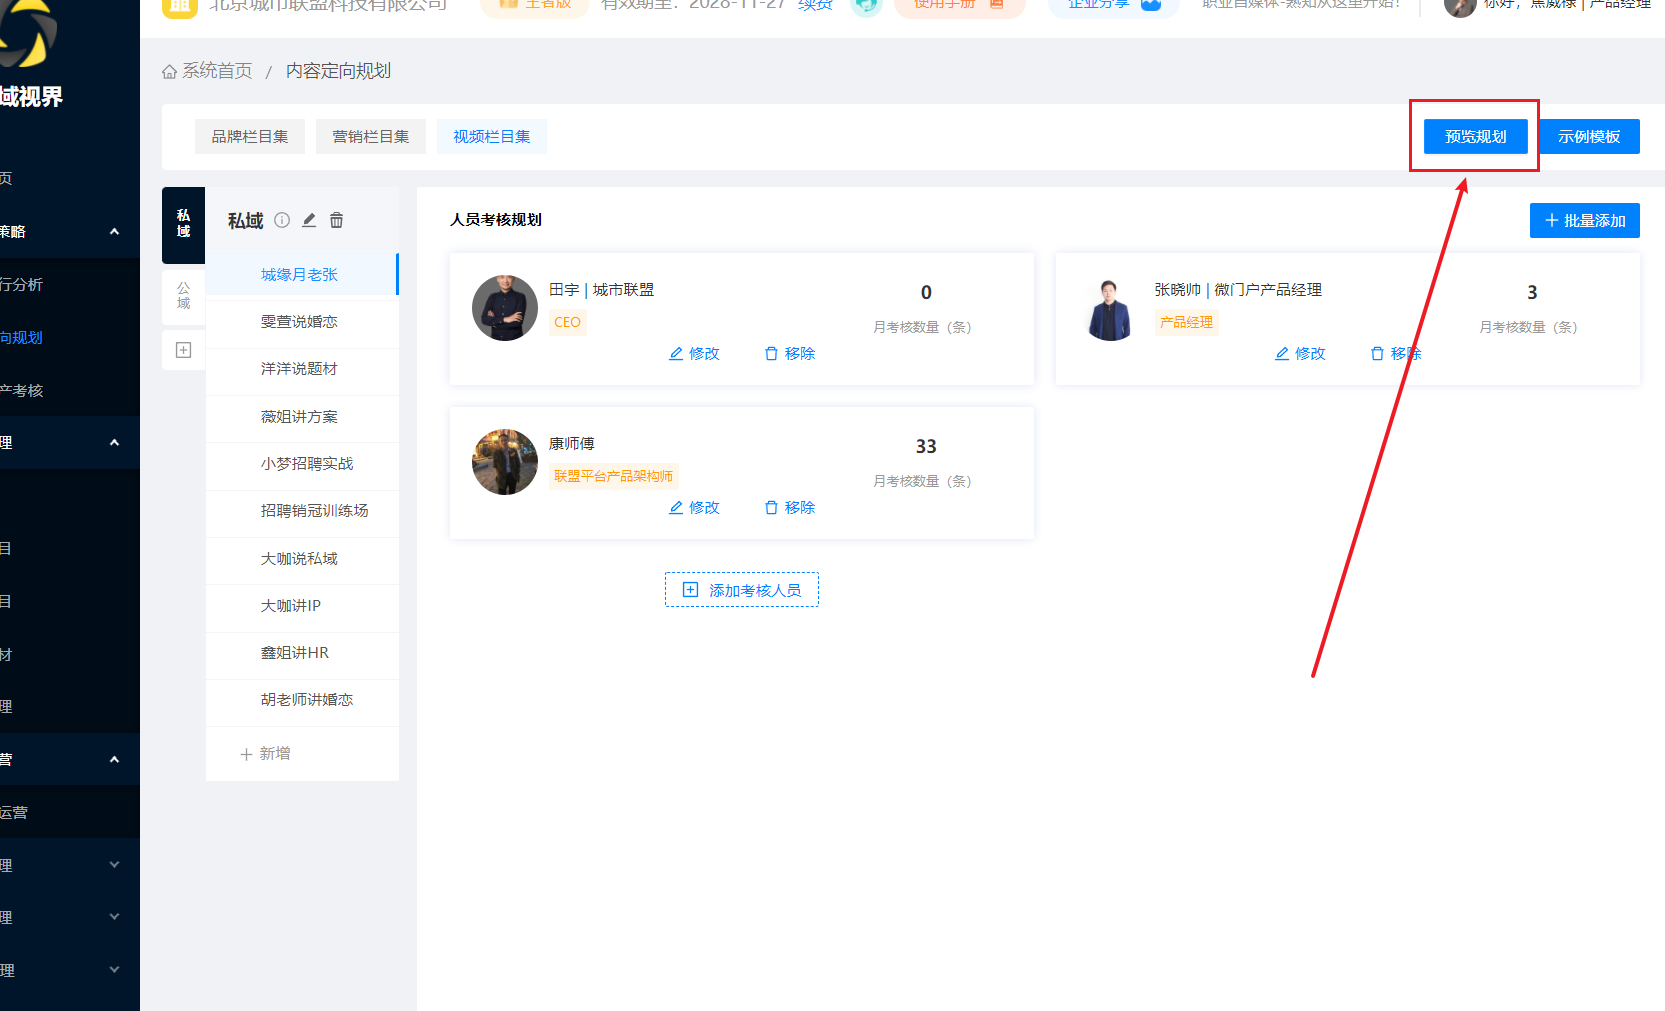 北京城市联盟科技有限公司
王者版
有效期至：2028-11-27
续费
使用手册
企业分享
职业自媒体-熟知从这里开始！
你好，焦威禄 | 产品经理
域视界
系统首页 / 内容定向规划
品牌栏目集
营销栏目集
视频栏目集
预览规划
示例模板
页
策略
行分析
向规划
产考核
理
目
目
材
理
营
运营
理
理
理
私域
公域
私域
城缘月老张
雯萱说婚恋
洋洋说题材
薇姐讲方案
小梦招聘实战
招聘销冠训练场
大咖说私域
大咖讲IP
鑫姐讲HR
胡老师讲婚恋
新增
人员考核规划
批量添加
田宇 | 城市联盟
CEO
0
月考核数量（条）
修改
移除
张晓帅 | 微门户产品经理
产品经理
3
月考核数量（条）
修改
移除
康师傅
联盟平台产品架构师
33
月考核数量（条）
修改
移除
添加考核人员